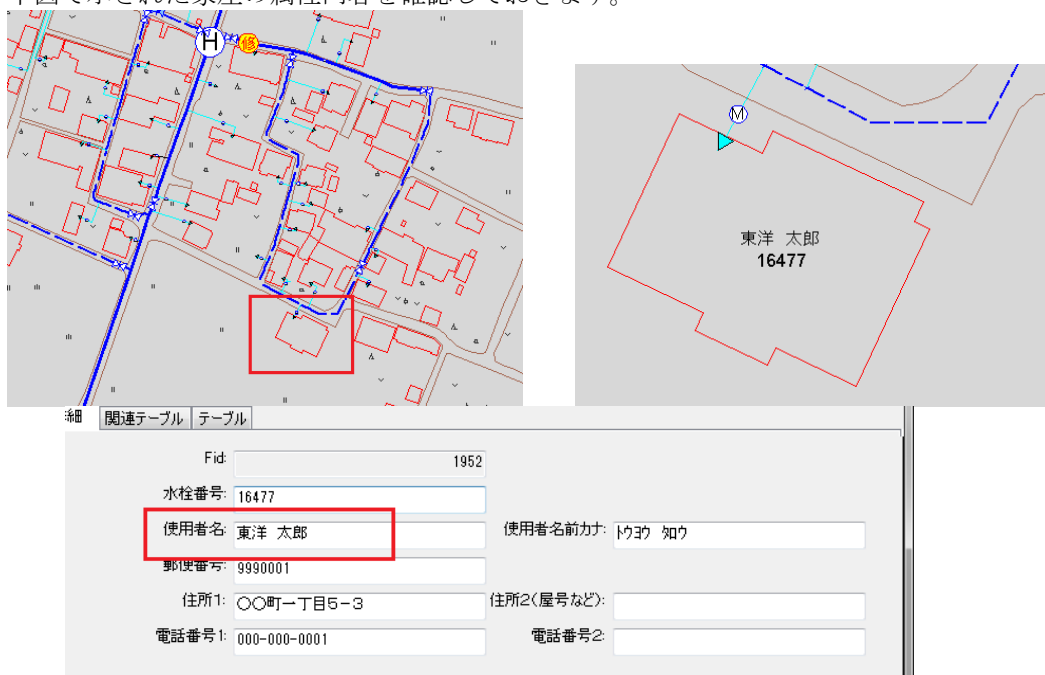 下図で示された家屋の属性内容を確認しておきます。
H 修
M
東洋 太郎
16477
詳細 関連テーブル テーブル
Fid: 1952
水栓番号: 16477
使用者名: 東洋 太郎 使用者名前カナ: ﾄｳﾖｳ ﾀﾛｳ
郵便番号: 9990001
住所1: 〇〇町一丁目5-3 住所2(屋号など):
電話番号1: 000-000-0001 電話番号2: